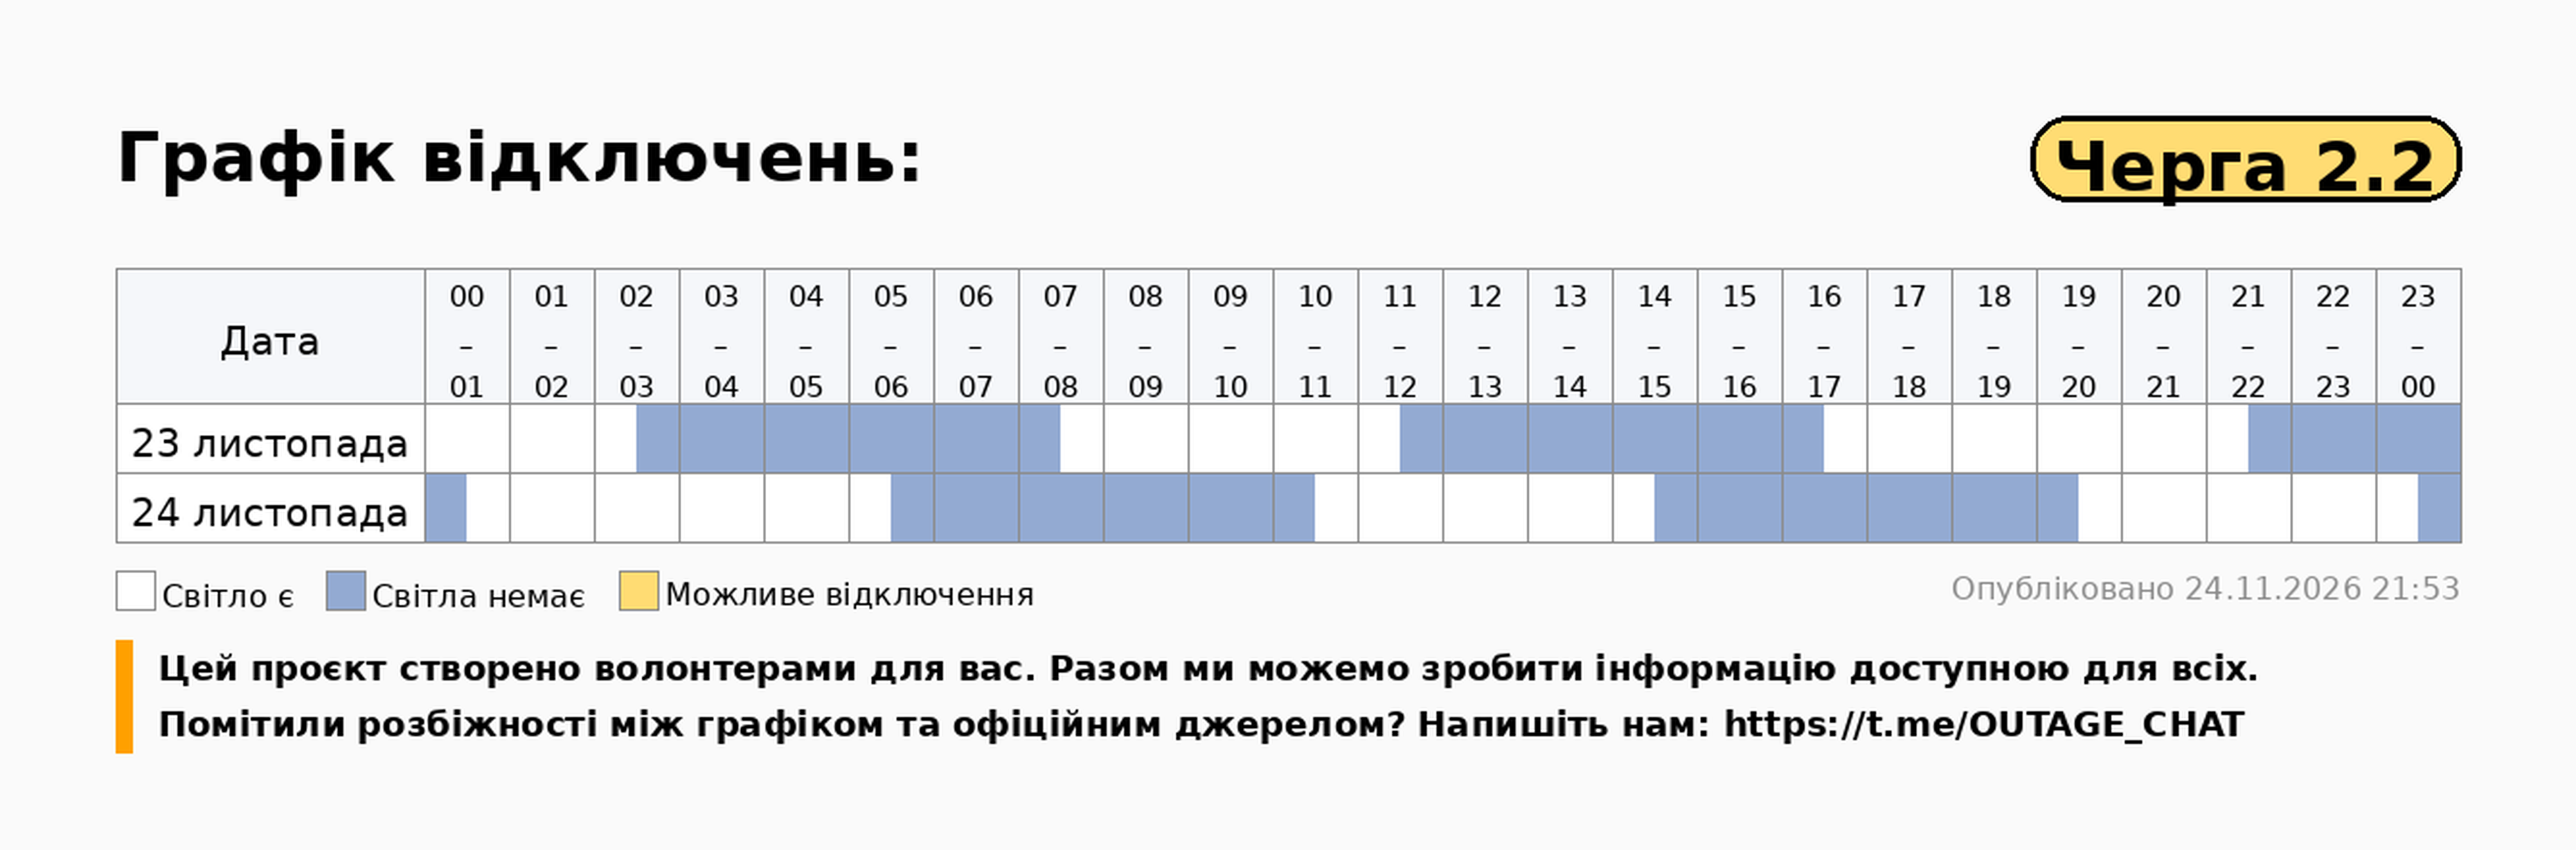 Графік відключень:
Черга 2.2
Дата 00–01 01–02 02–03 03–04 04–05 05–06 06–07 07–08 08–09 09–10 10–11 11–12 12–13 13–14 14–15 15–16 16–17 17–18 18–19 19–20 20–21 21–22 22–23 23–00
23 листопада
24 листопада
Світло є Світла немає Можливе відключення
Опубліковано 24.11.2026 21:53
Цей проєкт створено волонтерами для вас. Разом ми можемо зробити інформацію доступною для всіх.
Помітили розбіжності між графіком та офіційним джерелом? Напишіть нам: https://t.me/OUTAGE_CHAT